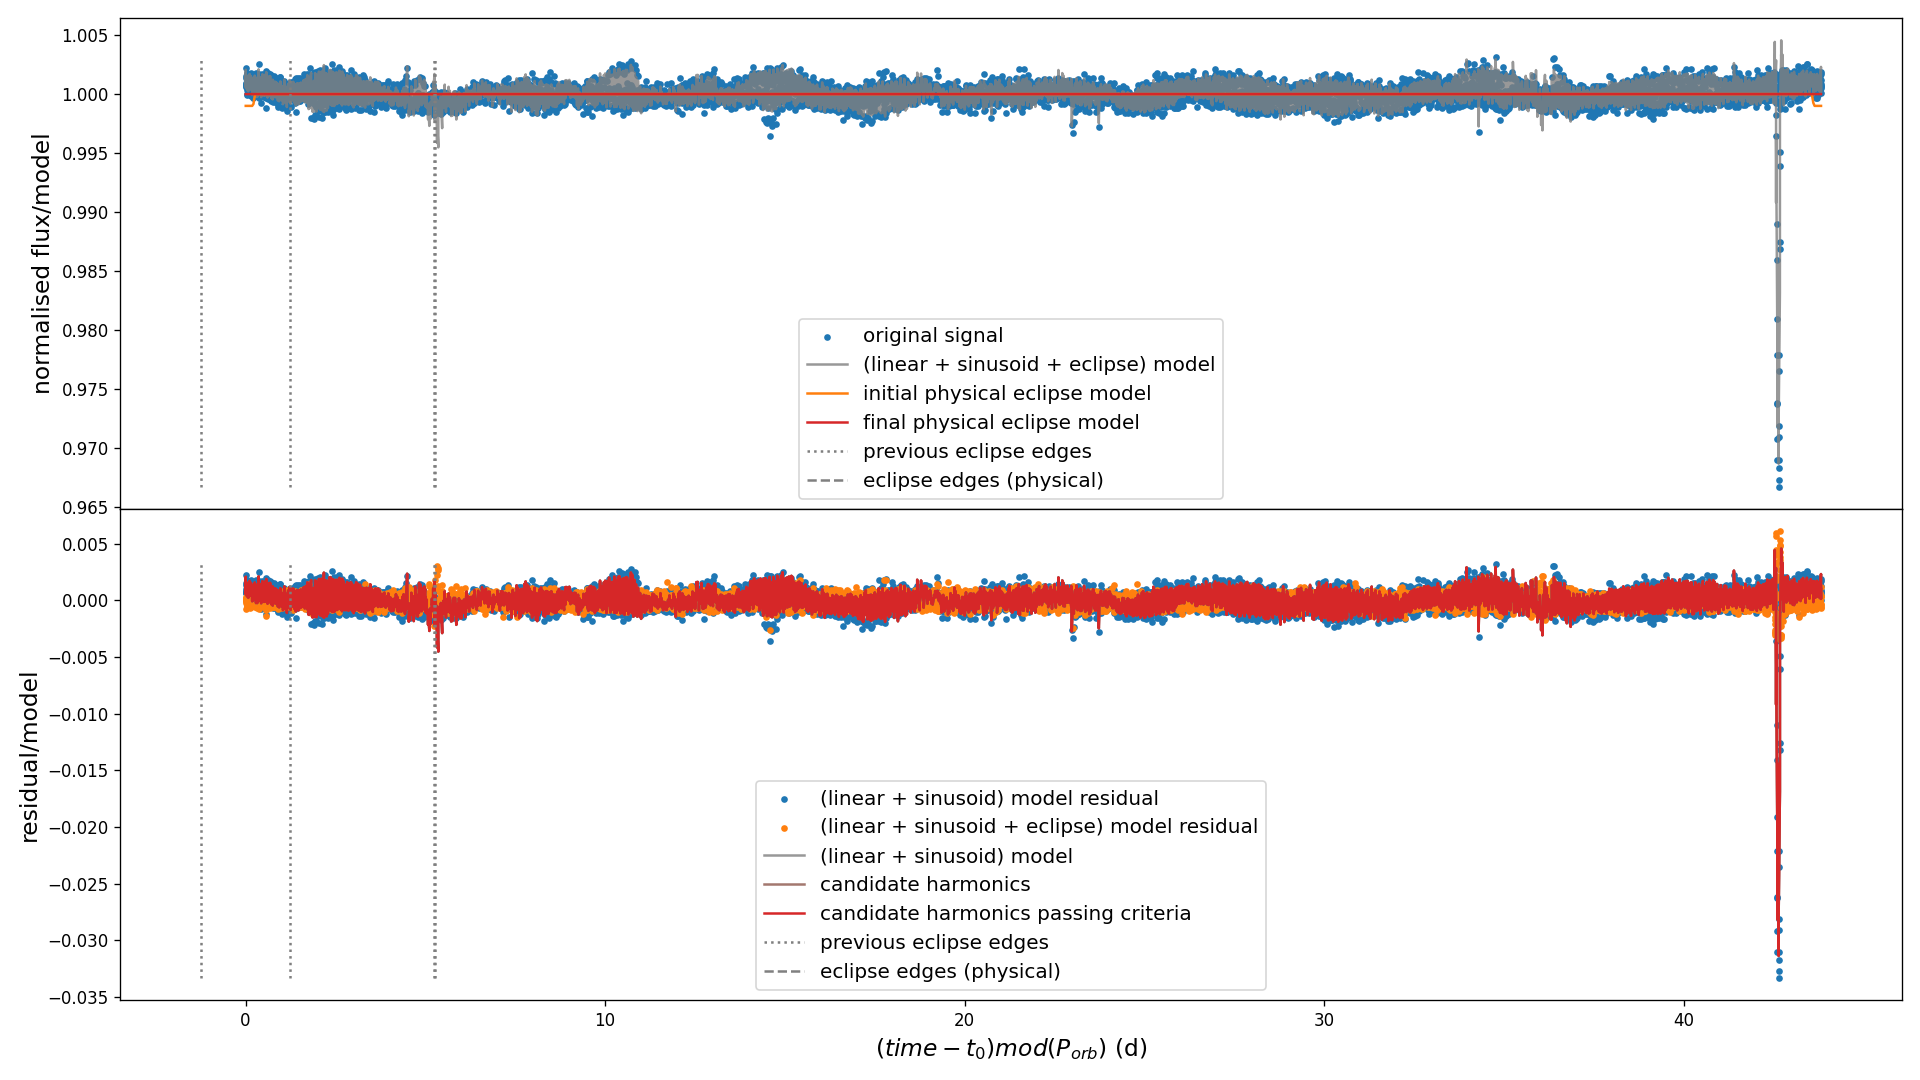 normalised flux/model
1.005
1.000
0.995
0.990
0.985
0.980
0.975
0.970
0.965
original signal
(linear + sinusoid + eclipse) model
initial physical eclipse model
final physical eclipse model
previous eclipse edges
eclipse edges (physical)
residual/model
0.005
0.000
−0.005
−0.010
−0.015
−0.020
−0.025
−0.030
−0.035
(linear + sinusoid) model residual
(linear + sinusoid + eclipse) model residual
(linear + sinusoid) model
candidate harmonics
candidate harmonics passing criteria
previous eclipse edges
eclipse edges (physical)
0 10 20 30 40
(time − t₀)mod(P_orb) (d)